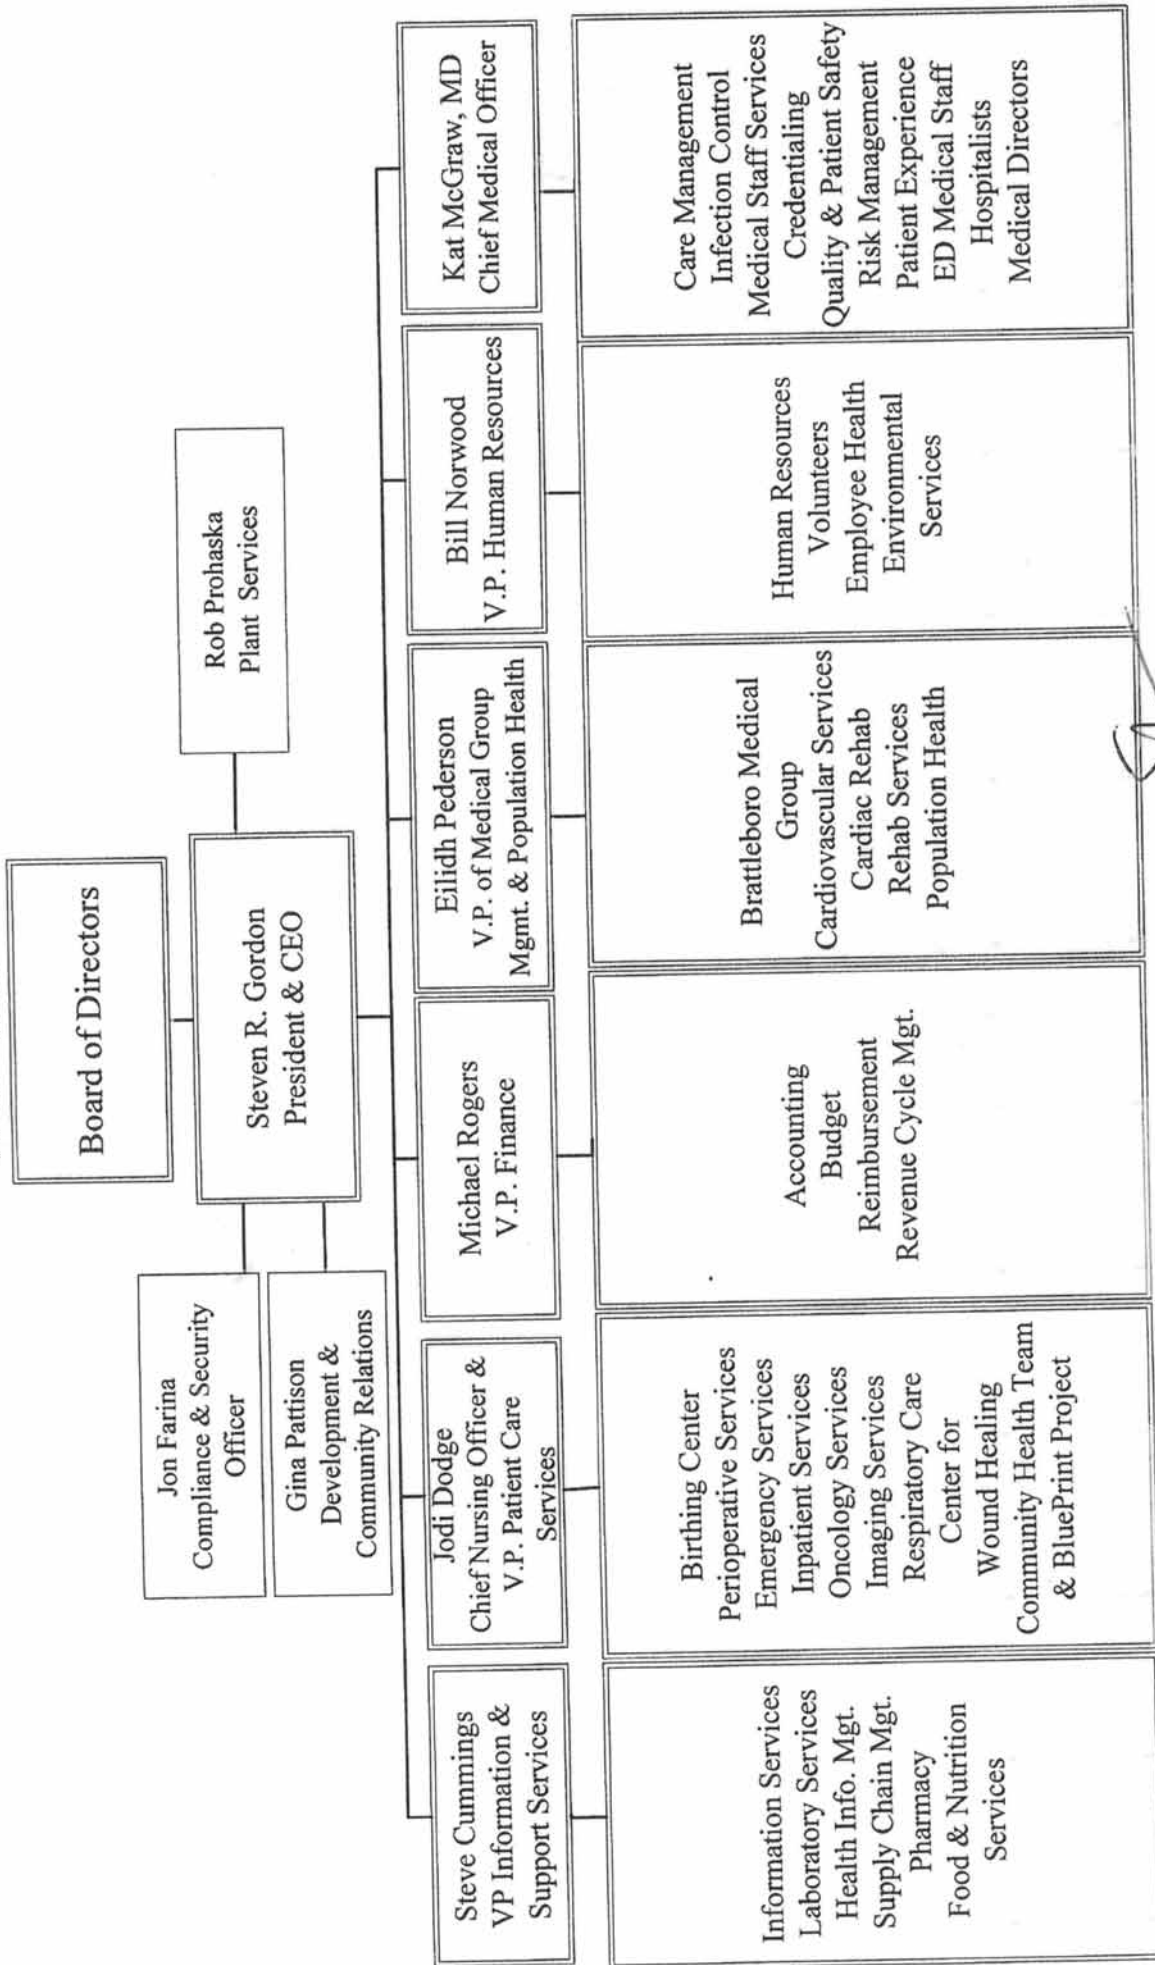 Board of Directors
Steven R. Gordon
President & CEO
Jon Farina
Compliance & Security
Officer
Gina Pattison
Development &
Community Relations
Rob Prohaska
Plant Services
Steve Cummings
VP Information &
Support Services
Jodi Dodge
Chief Nursing Officer &
V.P. Patient Care
Services
Michael Rogers
V.P. Finance
Eilidh Pederson
V.P. of Medical Group
Mgmt. & Population Health
Bill Norwood
V.P. Human Resources
Kat McGraw, MD
Chief Medical Officer
Information Services
Laboratory Services
Health Info. Mgt.
Supply Chain Mgt.
Pharmacy
Food & Nutrition
Services
Birthing Center
Perioperative Services
Emergency Services
Inpatient Services
Oncology Services
Imaging Services
Respiratory Care
Center for
Wound Healing
Community Health Team
& BluePrint Project
Accounting
Budget
Reimbursement
Revenue Cycle Mgt.
Brattleboro Medical
Group
Cardiovascular Services
Cardiac Rehab
Rehab Services
Population Health
Human Resources
Volunteers
Employee Health
Environmental
Services
Care Management
Infection Control
Medical Staff Services
Credentialing
Quality & Patient Safety
Risk Management
Patient Experience
ED Medical Staff
Hospitalists
Medical Directors